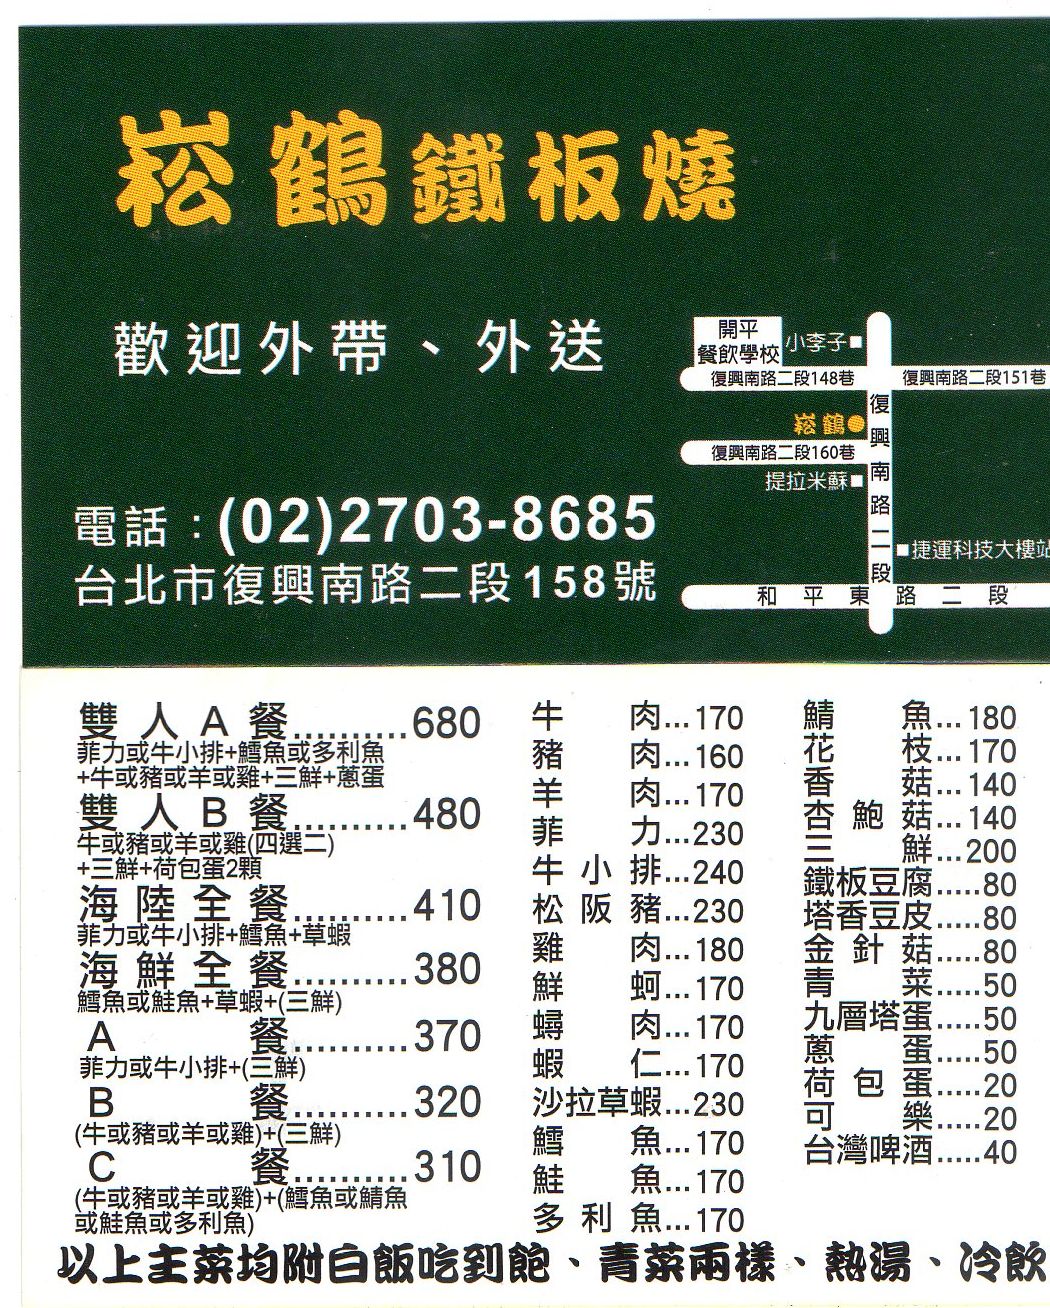 崧鶴鐵板燒
歡迎外帶、外送
電話:(02)2703-8685
台北市復興南路二段158號
開平
餐飲學校
小李子
復興南路二段148巷
復興南路二段151巷
崧鶴
復興南路二段160巷
提拉米蘇
復興南路二段
捷運科技大樓站
和平東路二段
雙人A餐..........680
菲力或牛小排+鱈魚或多利魚
+牛或豬或羊或雞+三鮮+蔥蛋
雙人B餐..........480
牛或豬或羊或雞(四選二)
+三鮮+荷包蛋2顆
海陸全餐..........410
菲力或牛小排+鱈魚+草蝦
海鮮全餐..........380
鱈魚或鮭魚+草蝦+(三鮮)
A餐..........370
菲力或牛小排+(三鮮)
B餐..........320
(牛或豬或羊或雞)+(三鮮)
C餐..........310
(牛或豬或羊或雞)+(鱈魚或鯖魚
或鮭魚或多利魚)
牛肉...170
豬肉...160
羊肉...170
菲力...230
牛小排...240
松阪豬...230
雞肉...180
鮮蚵...170
蟳肉...170
蝦仁...170
沙拉草蝦...230
鱈魚...170
鮭魚...170
多利魚...170
鯖魚...180
花枝...170
香菇...140
杏鮑菇...140
三鮮...200
鐵板豆腐.....80
塔香豆皮.....80
金針菇.....80
青菜.....50
九層塔蛋.....50
蔥蛋.....50
荷包蛋.....20
可樂.....20
台灣啤酒.....40
以上主菜均附白飯吃到飽、青菜兩樣、熱湯、冷飲